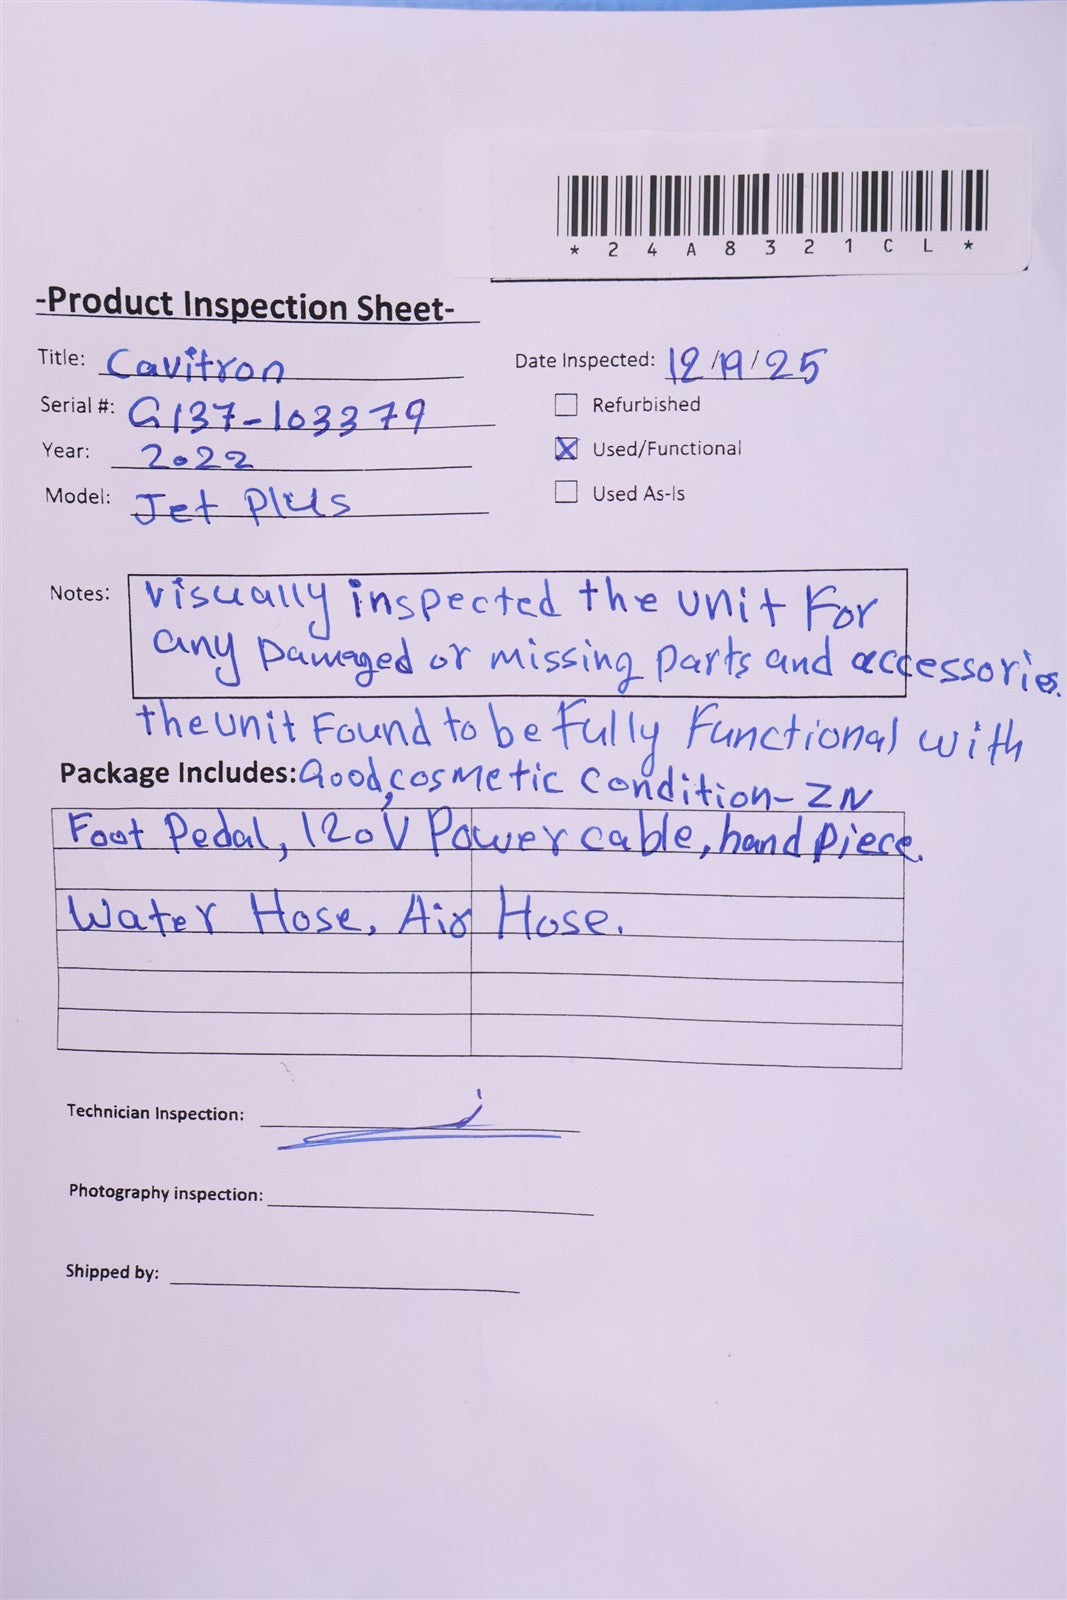 * 2 4 A 8 3 2 1 C L *
-Product Inspection Sheet-
Title: Cavitron
Date Inspected: 12/19/25
Serial #: G137-103379
Refurbished
Year: 2022
Used/Functional
Model: Jet Plus
Used As-Is
Notes: Visually inspected the unit For
any Damaged or missing parts and accessories.
the unit Found to be Fully Functional with
Package Includes: Good, cosmetic condition- ZN
Foot Pedal, 120V Power cable, hand piece.
Water Hose, Air Hose.
Technician Inspection:
Photography inspection:
Shipped by: